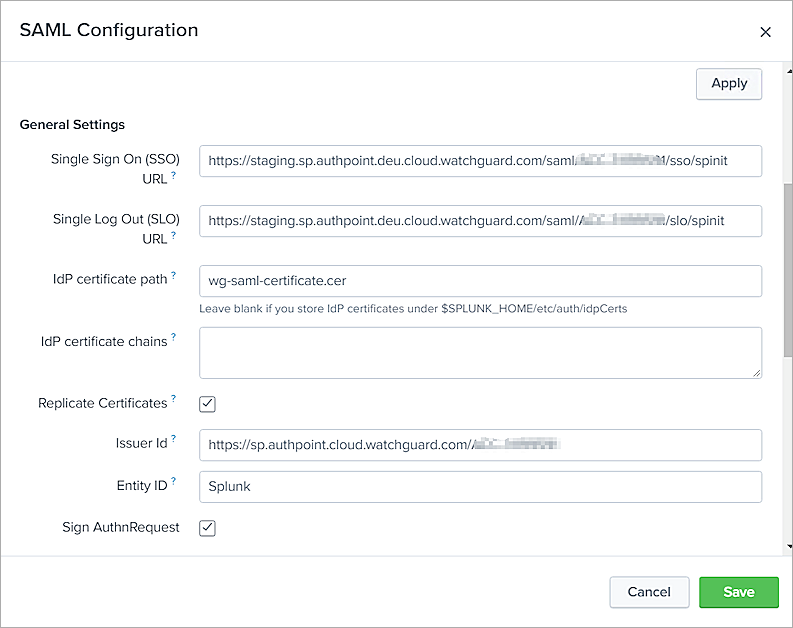 SAML Configuration
Apply
General Settings
Single Sign On (SSO) URL ?
https://staging.sp.authpoint.deu.cloud.watchguard.com/saml/ /sso/spinit
Single Log Out (SLO) URL ?
https://staging.sp.authpoint.deu.cloud.watchguard.com/saml/ /slo/spinit
IdP certificate path ?
wg-saml-certificate.cer
Leave blank if you store IdP certificates under $SPLUNK_HOME/etc/auth/idpCerts
IdP certificate chains ?
Replicate Certificates ?
Issuer Id ?
https://sp.authpoint.cloud.watchguard.com/
Entity ID ?
Splunk
Sign AuthnRequest
Cancel
Save